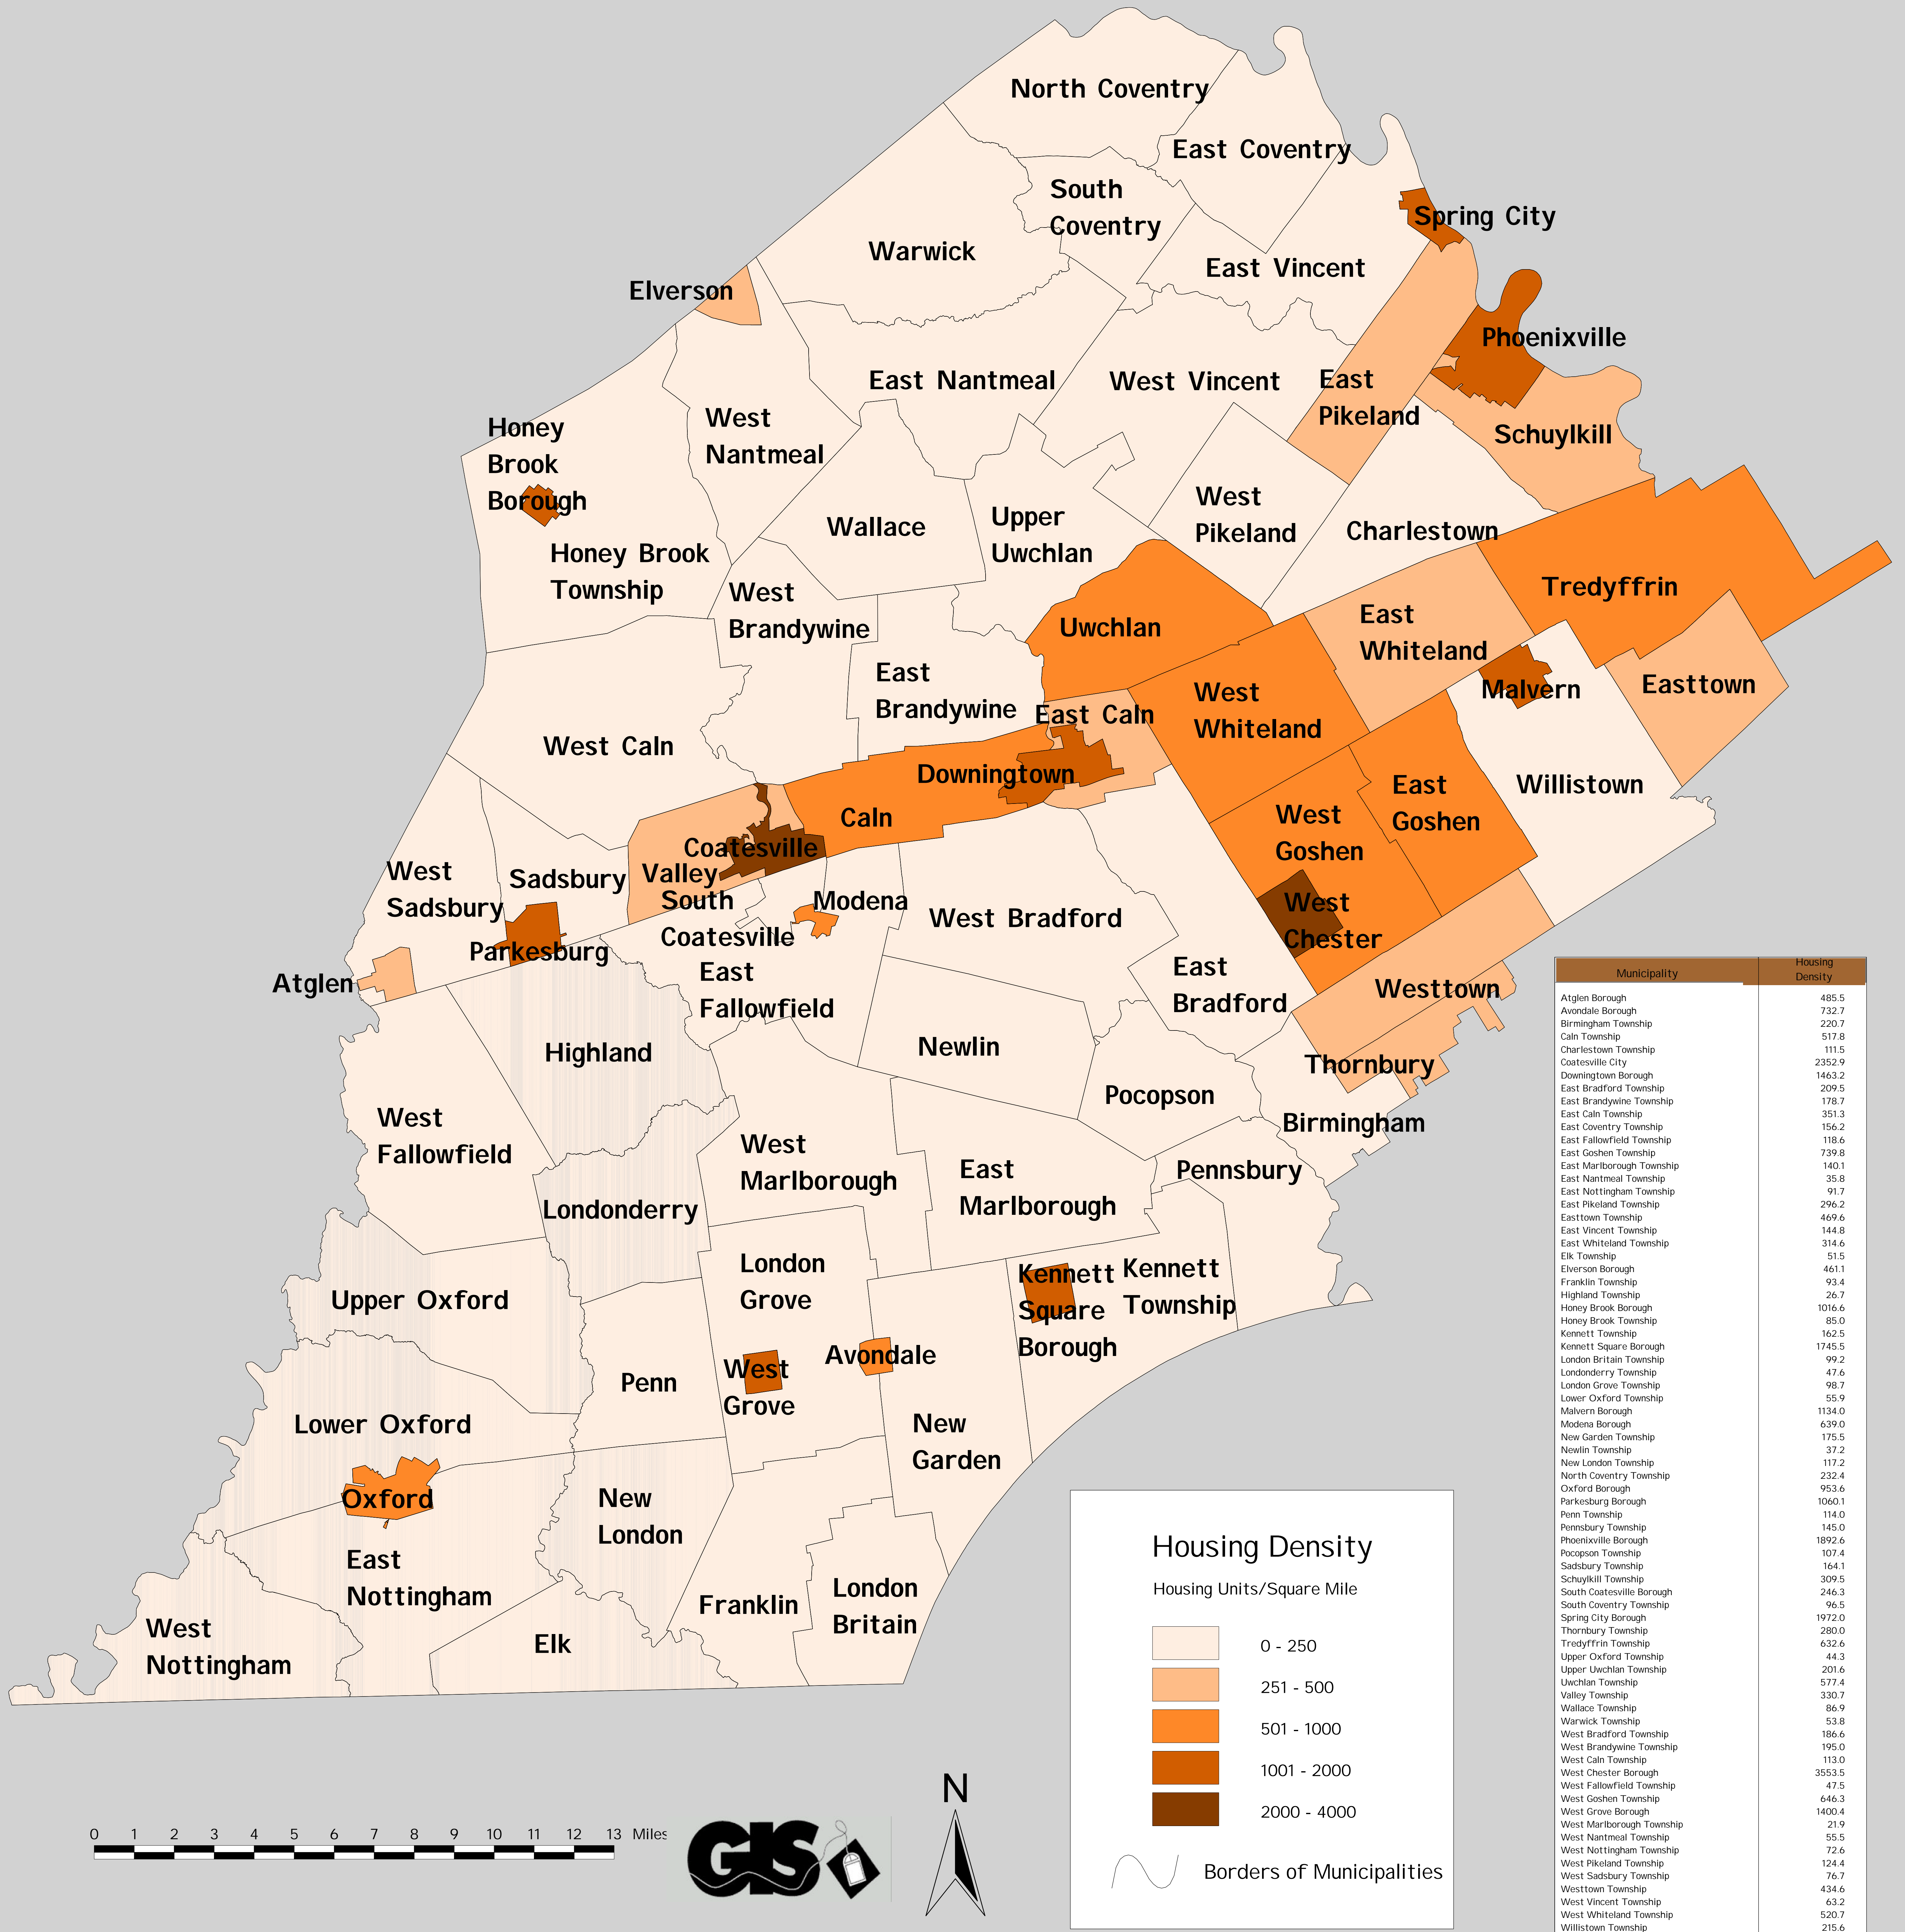 North Coventry
East Coventry
South
Coventry
Spring City
Warwick
East Vincent
Elverson
Phoenixville
East Nantmeal
West Vincent
East
Pikeland
West
Nantmeal
Honey
Brook
Borough
Schuylkill
Wallace
Upper
Uwchlan
West
Pikeland
Charlestown
Honey Brook
Township
West
Brandywine
Uwchlan
East
Whiteland
Tredyffrin
East
Brandywine
West
Whiteland
Malvern
Easttown
East Caln
West Caln
Downingtown
Caln
Willistown
East
Goshen
West
Goshen
Coatesville
Valley
West
Sadsbury
Sadsbury
South
Coatesville
Modena
West Bradford
West
Chester
Parkesburg
Atglen
East
Fallowfield
East
Bradford
Westtown
Highland
Newlin
Thornbury
Pocopson
Birmingham
West
Fallowfield
West
Marlborough
East
Marlborough
Pennsbury
Londonderry
London
Grove
Kennett
Square
Borough
Kennett
Township
Upper Oxford
Avondale
West
Grove
Penn
Lower Oxford
New
Garden
Oxford
New
London
East
Nottingham
Franklin
London
Britain
West
Nottingham
Elk
0 1 2 3 4 5 6 7 8 9 10 11 12 13 Miles
GIS
N
Housing Density
Housing Units/Square Mile
0 - 250
251 - 500
501 - 1000
1001 - 2000
2000 - 4000
Borders of Municipalities
Municipality Housing Density
Atglen Borough 485.5
Avondale Borough 732.7
Birmingham Township 220.7
Caln Township 517.8
Charlestown Township 111.5
Coatesville City 2352.9
Downingtown Borough 1463.2
East Bradford Township 209.5
East Brandywine Township 178.7
East Caln Township 351.3
East Coventry Township 156.2
East Fallowfield Township 118.6
East Goshen Township 739.8
East Marlborough Township 140.1
East Nantmeal Township 35.8
East Nottingham Township 91.7
East Pikeland Township 296.2
Easttown Township 469.6
East Vincent Township 144.8
East Whiteland Township 314.6
Elk Township 51.5
Elverson Borough 461.1
Franklin Township 93.4
Highland Township 26.7
Honey Brook Borough 1016.6
Honey Brook Township 85.0
Kennett Township 162.5
Kennett Square Borough 1745.5
London Britain Township 99.2
Londonderry Township 47.6
London Grove Township 98.7
Lower Oxford Township 55.9
Malvern Borough 1134.0
Modena Borough 639.0
New Garden Township 175.5
Newlin Township 37.2
New London Township 117.2
North Coventry Township 232.4
Oxford Borough 953.6
Parkesburg Borough 1060.1
Penn Township 114.0
Pennsbury Township 145.0
Phoenixville Borough 1892.6
Pocopson Township 107.4
Sadsbury Township 164.1
Schuylkill Township 309.5
South Coatesville Borough 246.3
South Coventry Township 96.5
Spring City Borough 1972.0
Thornbury Township 280.0
Tredyffrin Township 632.6
Upper Oxford Township 44.3
Upper Uwchlan Township 201.6
Uwchlan Township 577.4
Valley Township 330.7
Wallace Township 86.9
Warwick Township 53.8
West Bradford Township 186.6
West Brandywine Township 195.0
West Caln Township 113.0
West Chester Borough 3553.5
West Fallowfield Township 47.5
West Goshen Township 646.3
West Grove Borough 1400.4
West Marlborough Township 21.9
West Nantmeal Township 55.5
West Nottingham Township 72.6
West Pikeland Township 124.4
West Sadsbury Township 76.7
Westtown Township 434.6
West Vincent Township 63.2
West Whiteland Township 520.7
Willistown Township 215.6